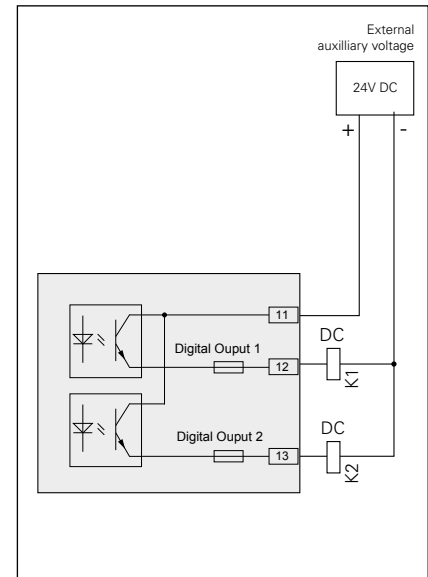 External
auxilliary voltage
24V DC
+ -
11
Digital Ouput 1
12
DC
K1
Digital Ouput 2
13
DC
K2